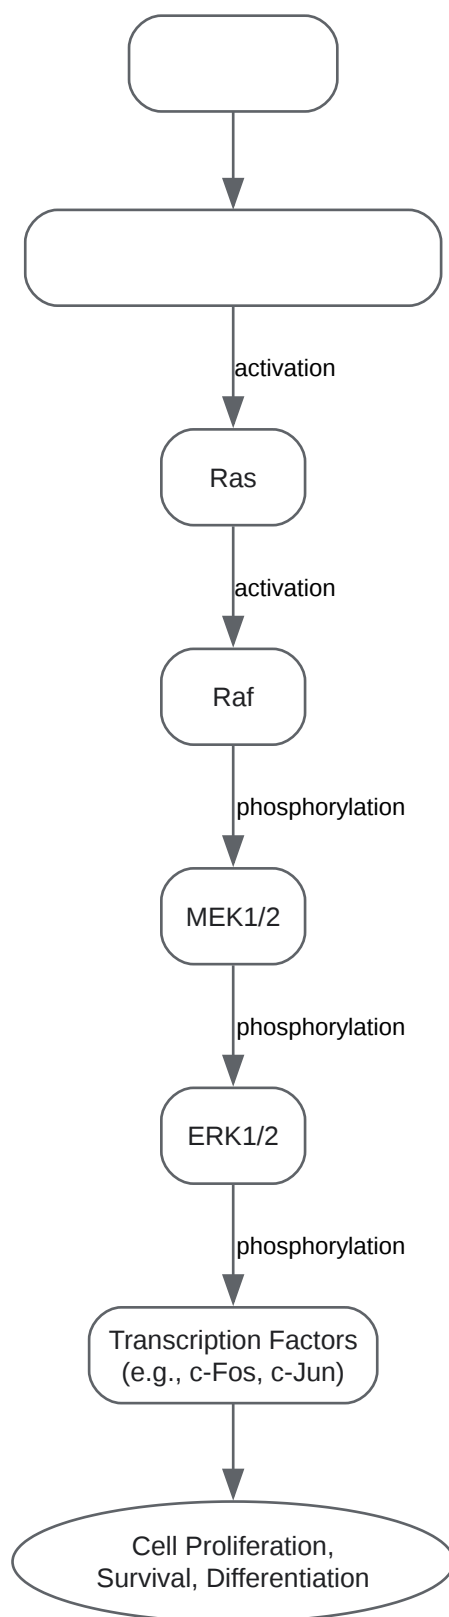 activation
Ras
activation
Raf
phosphorylation
MEK1/2
phosphorylation
ERK1/2
phosphorylation
Transcription Factors
(e.g., c-Fos, c-Jun)
Cell Proliferation,
Survival, Differentiation